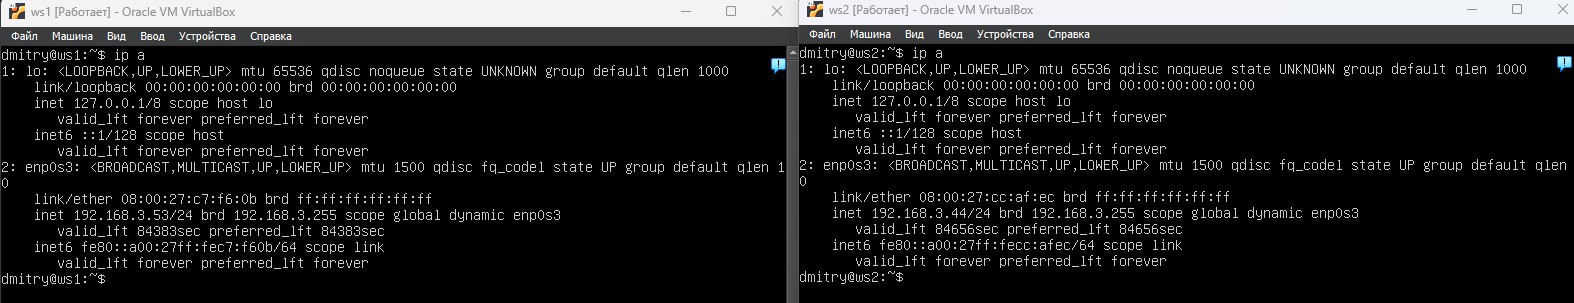 ws1 [Работает] - Oracle VM VirtualBox
Файл Машина Вид Ввод Устройства Справка
dmitry@ws1:~$ ip a
1: lo: <LOOPBACK,UP,LOWER_UP> mtu 65536 qdisc noqueue state UNKNOWN group default qlen 1000
link/loopback 00:00:00:00:00:00 brd 00:00:00:00:00:00
inet 127.0.0.1/8 scope host lo
valid_lft forever preferred_lft forever
inet6 ::1/128 scope host
valid_lft forever preferred_lft forever
2: enp0s3: <BROADCAST,MULTICAST,UP,LOWER_UP> mtu 1500 qdisc fq_codel state UP group default qlen 1
0
link/ether 08:00:27:c7:f6:0b brd ff:ff:ff:ff:ff:ff
inet 192.168.3.53/24 brd 192.168.3.255 scope global dynamic enp0s3
valid_lft 84383sec preferred_lft 84383sec
inet6 fe80::a00:27ff:fec7:f60b/64 scope link
valid_lft forever preferred_lft forever
dmitry@ws1:~$
ws2 [Работает] - Oracle VM VirtualBox
Файл Машина Вид Ввод Устройства Справка
dmitry@ws2:~$ ip a
1: lo: <LOOPBACK,UP,LOWER_UP> mtu 65536 qdisc noqueue state UNKNOWN group default qlen 1000
link/loopback 00:00:00:00:00:00 brd 00:00:00:00:00:00
inet 127.0.0.1/8 scope host lo
valid_lft forever preferred_lft forever
inet6 ::1/128 scope host
valid_lft forever preferred_lft forever
2: enp0s3: <BROADCAST,MULTICAST,UP,LOWER_UP> mtu 1500 qdisc fq_codel state UP group default qlen
0
link/ether 08:00:27:cc:af:ec brd ff:ff:ff:ff:ff:ff
inet 192.168.3.44/24 brd 192.168.3.255 scope global dynamic enp0s3
valid_lft 84656sec preferred_lft 84656sec
inet6 fe80::a00:27ff:fecc:afec/64 scope link
valid_lft forever preferred_lft forever
dmitry@ws2:~$